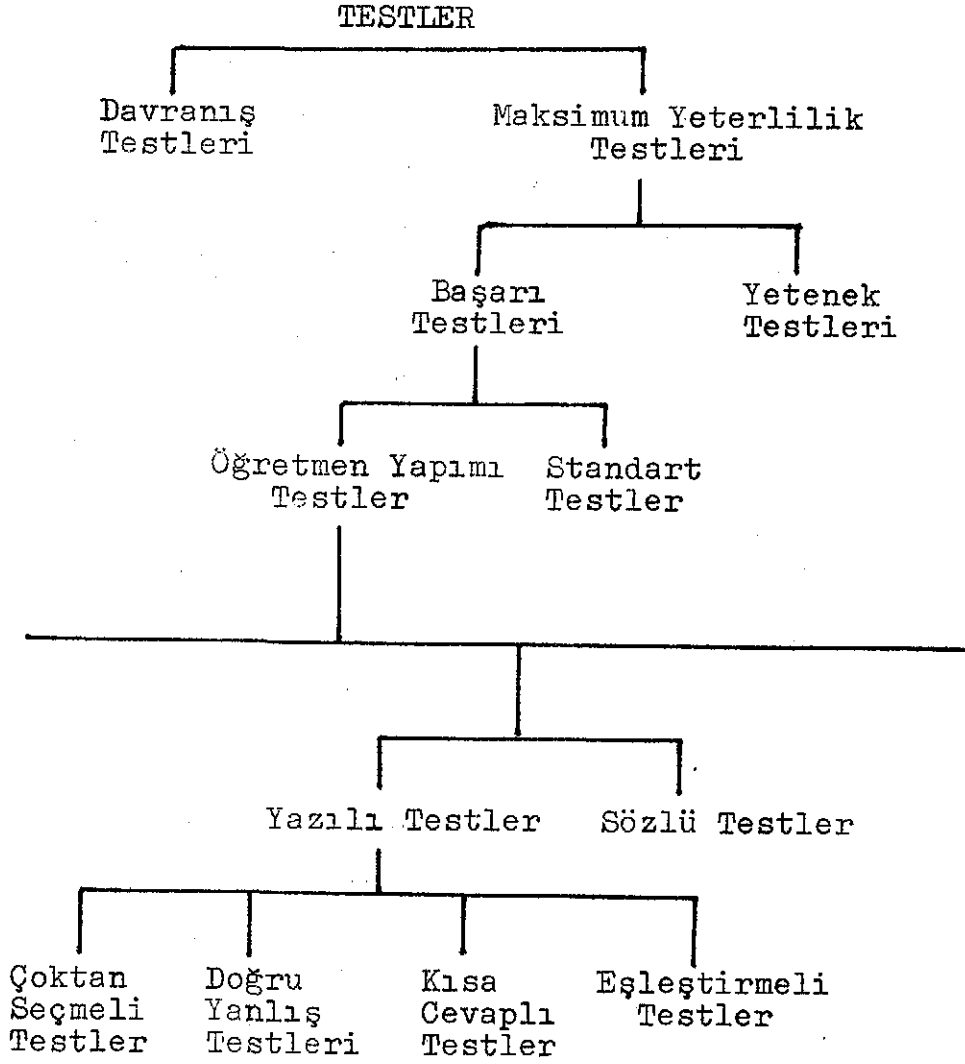 TESTLER
Davranış
Testleri
Maksimum Yeterlilik
Testleri
Başarı
Testleri
Yetenek
Testleri
Öğretmen Yapımı
Testler
Standart
Testler
Yazılı Testler
Sözlü Testler
Çoktan
Seçmeli
Testler
Doğru
Yanlış
Testleri
Kısa
Cevaplı
Testler
Eşleştirmeli
Testler